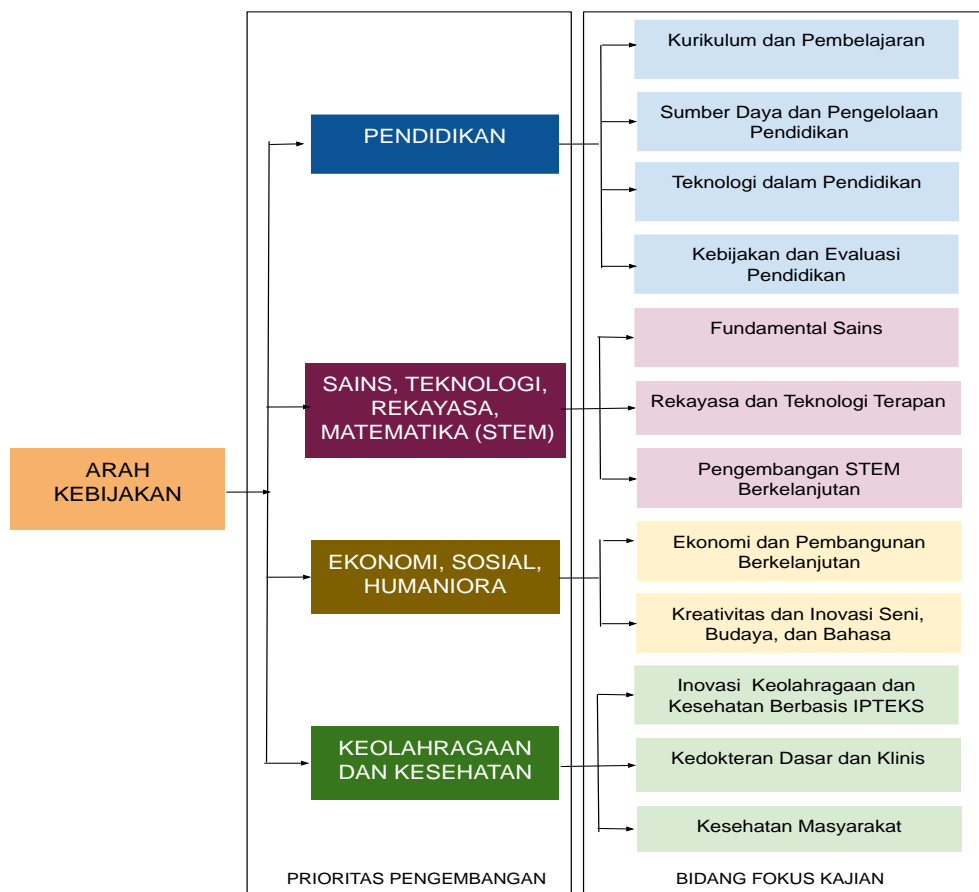 ARAH
KEBIJAKAN
PENDIDIKAN
Kurikulum dan Pembelajaran
Sumber Daya dan Pengelolaan
Pendidikan
Teknologi dalam Pendidikan
Kebijakan dan Evaluasi
Pendidikan
SAINS, TEKNOLOGI,
REKAYASA,
MATEMATIKA (STEM)
Fundamental Sains
Rekayasa dan Teknologi Terapan
Pengembangan STEM
Berkelanjutan
EKONOMI, SOSIAL,
HUMANIORA
Ekonomi dan Pembangunan
Berkelanjutan
Kreativitas dan Inovasi Seni,
Budaya, dan Bahasa
KEOLAHRAGAAN
DAN KESEHATAN
Inovasi Keolahragaan dan
Kesehatan Berbasis IPTEKS
Kedokteran Dasar dan Klinis
Kesehatan Masyarakat
PRIORITAS PENGEMBANGAN
BIDANG FOKUS KAJIAN